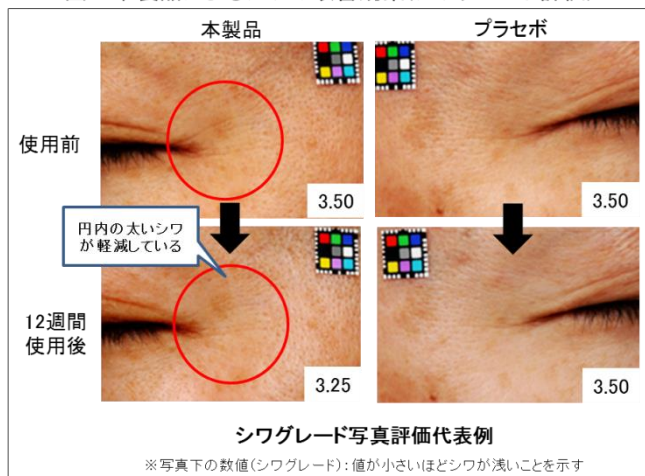 本製品
プラセボ
使用前
3.50
3.50
円内の太いシワ
が軽減している
12週間
使用後
3.25
3.50
シワグレード写真評価代表例
※写真下の数値(シワグレード):値が小さいほどシワが浅いことを示す